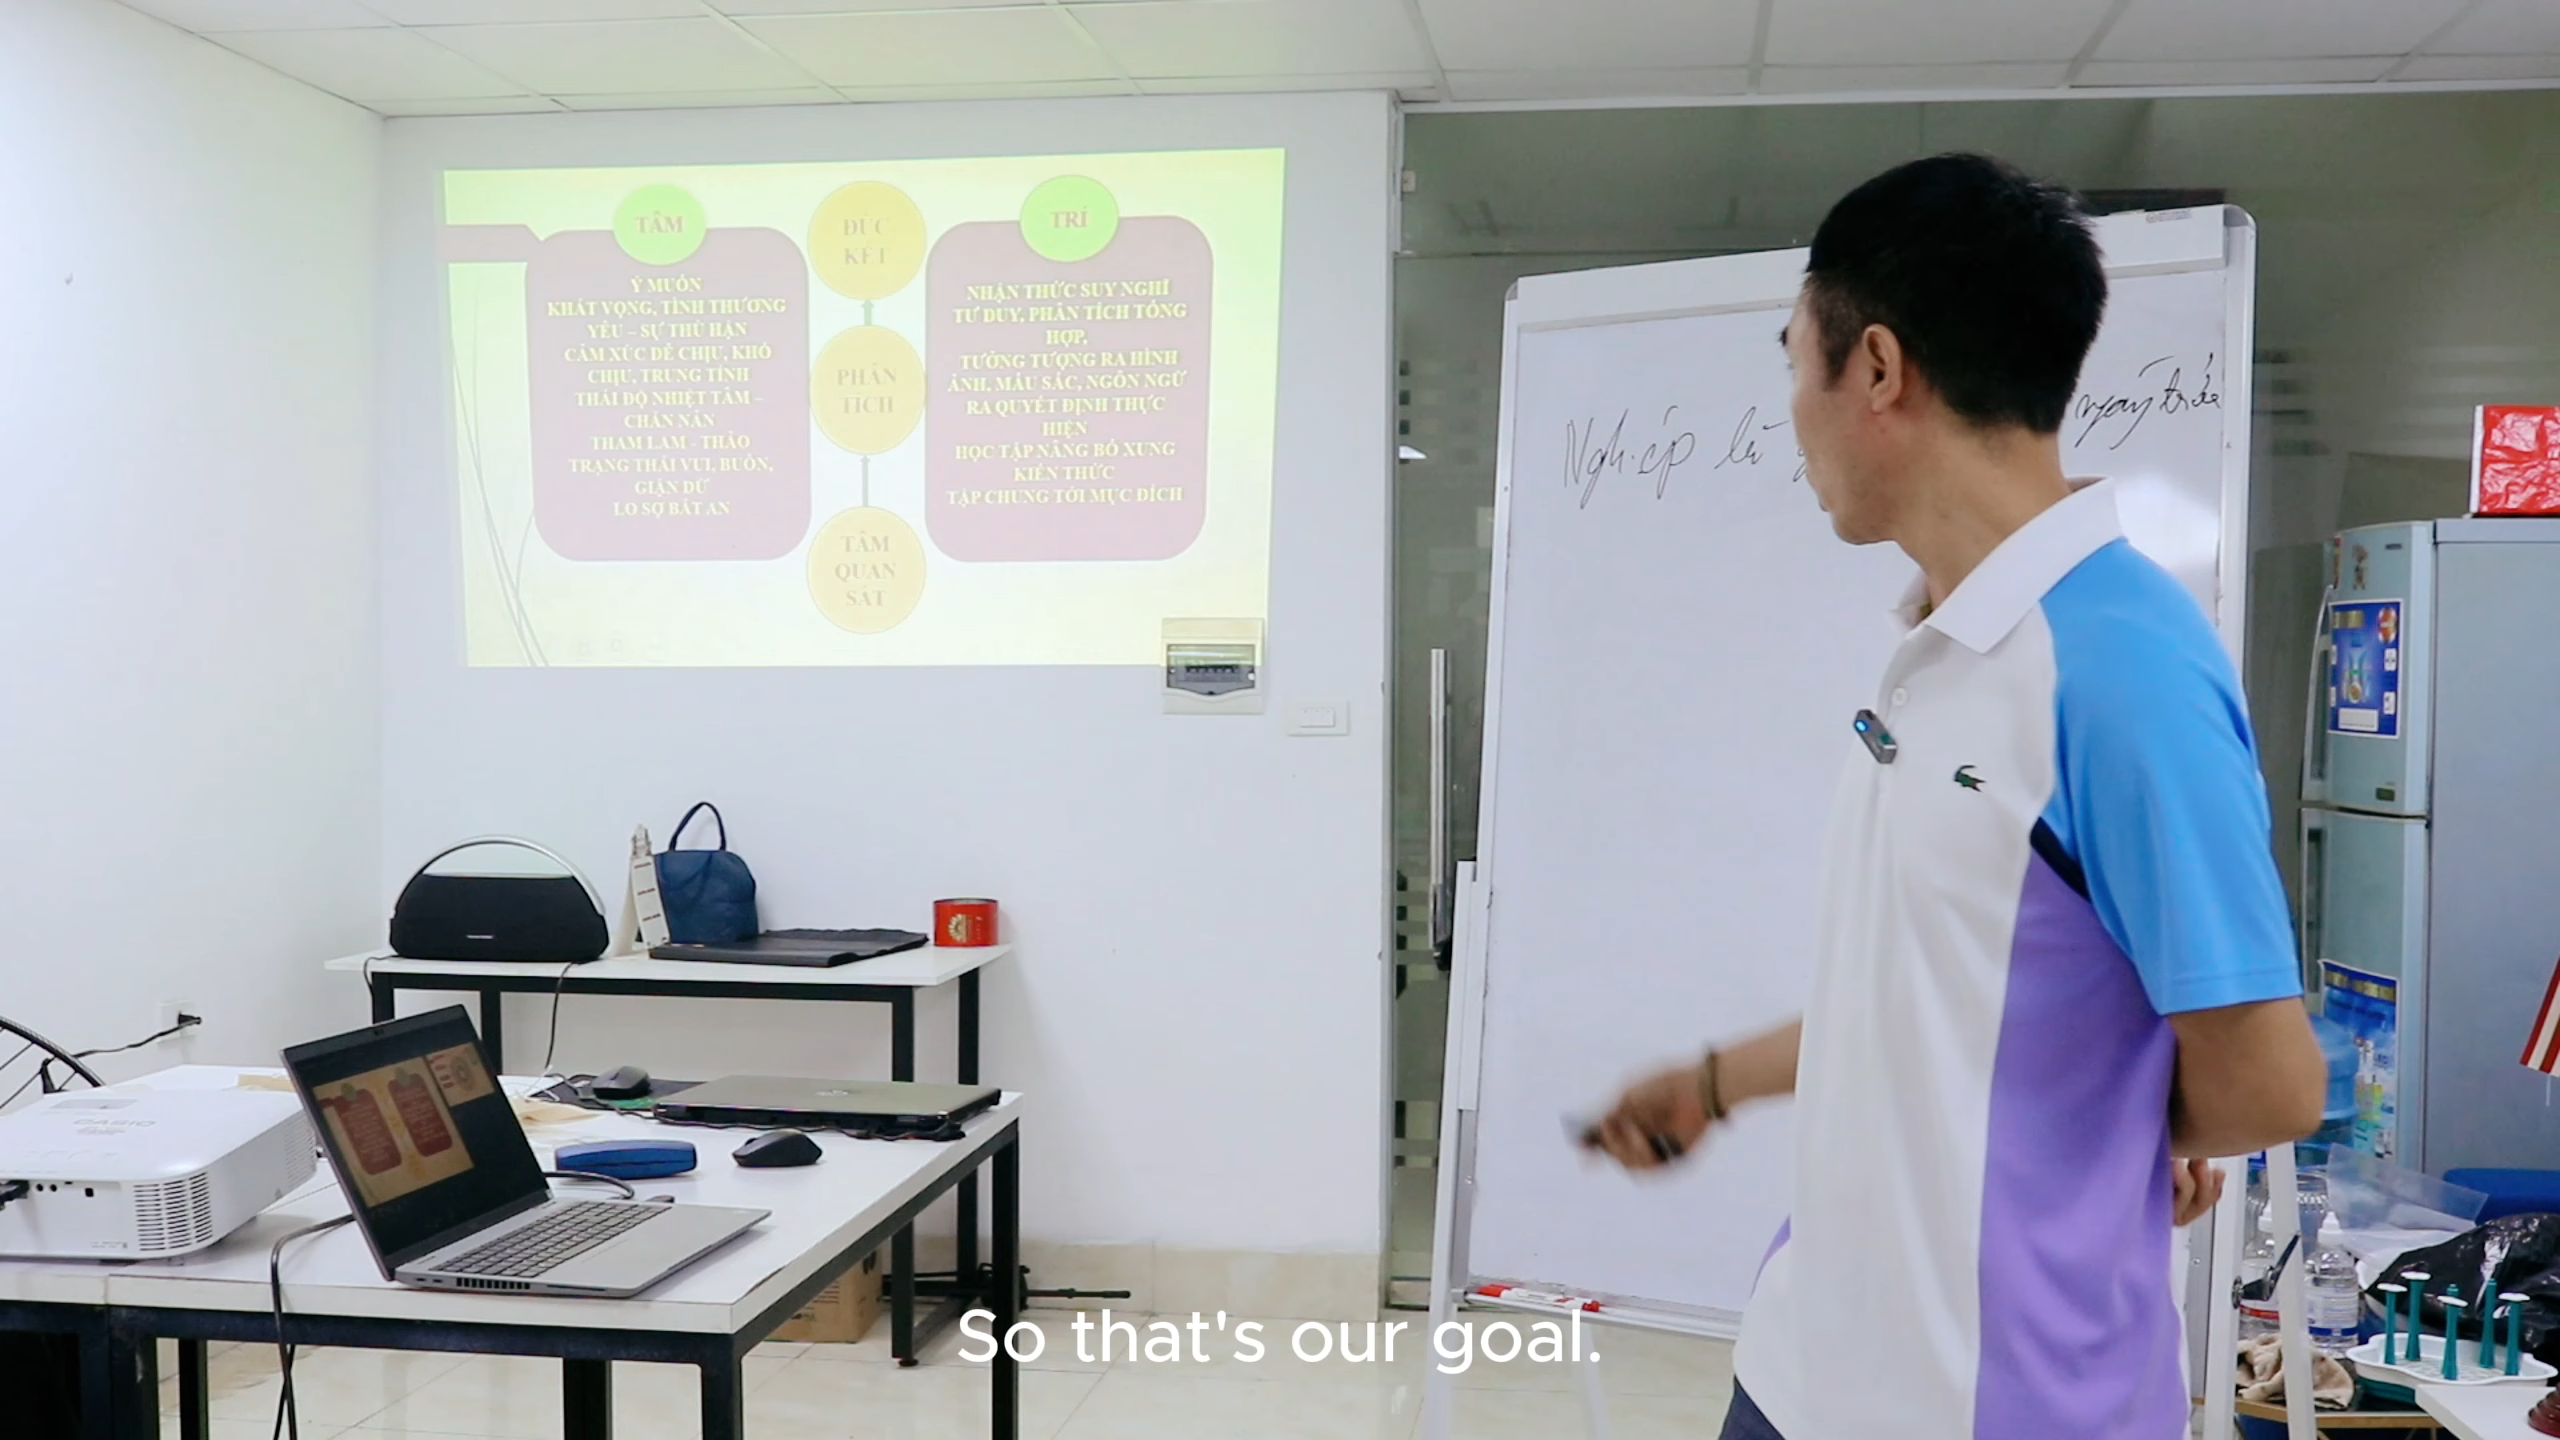 TÂM
Ý MUỐN
KHÁT VỌNG, TÌNH THƯƠNG
YÊU – SỰ THÙ HẬN
CẢM XÚC DỄ CHỊU, KHÓ
CHỊU, TRUNG TÍNH
THÁI ĐỘ NHIỆT TÂM –
CHÁN NẢN
THAM LAM - THẢO
TRẠNG THÁI VUI, BUỒN,
GIẬN DỮ
LO SỢ BẤT AN
ĐÚC
KẾT
PHÂN
TÍCH
TÂM
QUAN
SÁT
TRÍ
NHẬN THỨC SUY NGHĨ
TƯ DUY, PHÂN TÍCH TỔNG
HỢP,
TƯỞNG TƯỢNG RA HÌNH
ẢNH, MÀU SẮC, NGÔN NGỮ
RA QUYẾT ĐỊNH THỰC
HIỆN
HỌC TẬP NÂNG BỔ XUNG
KIẾN THỨC
TẬP CHUNG TỚI MỤC ĐÍCH
Nghiệp là
CASIO
So that's our goal.